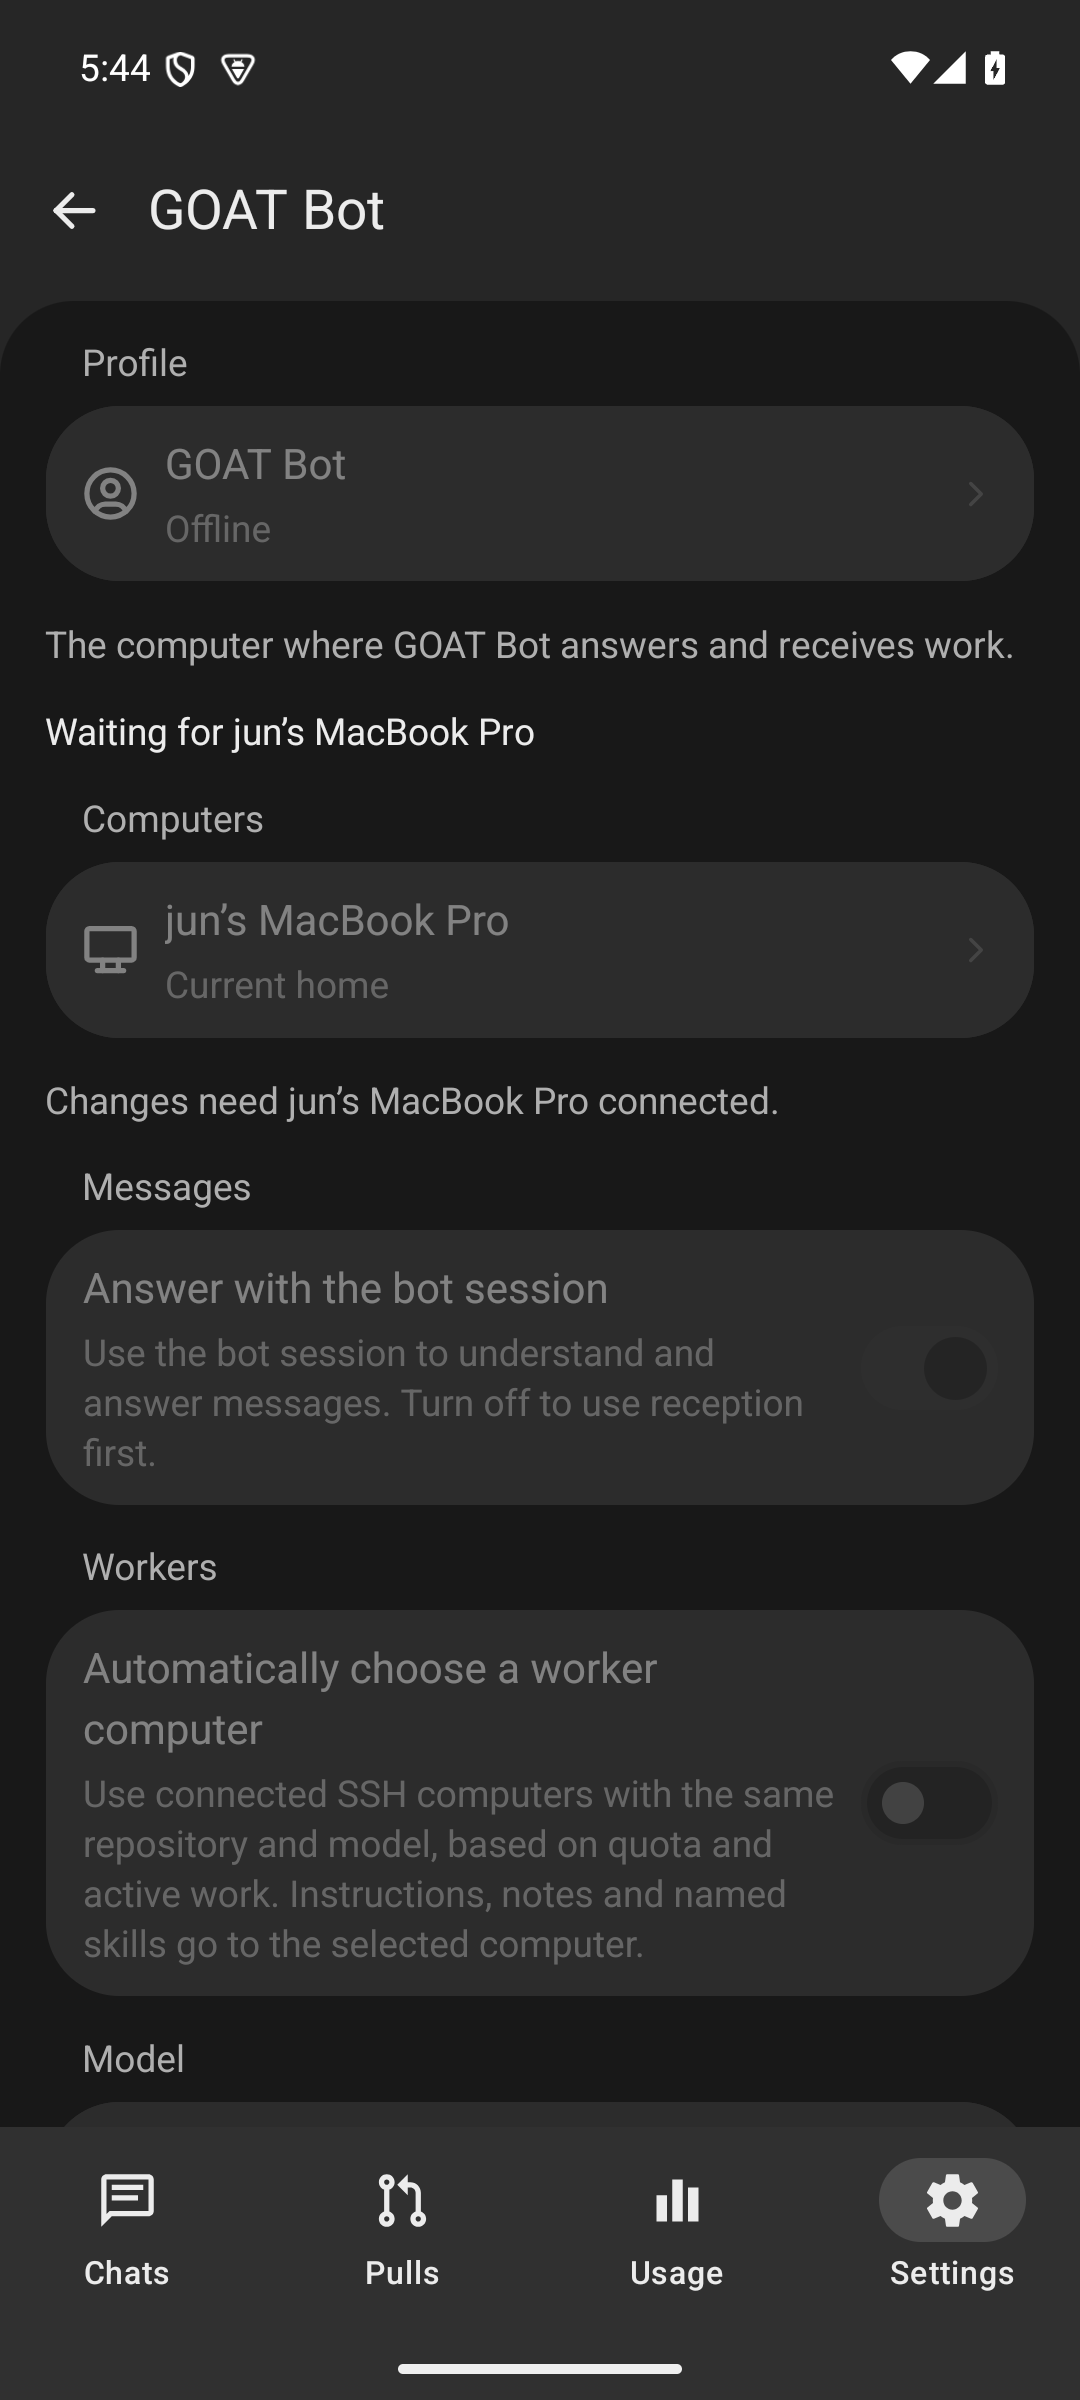 5:44
GOAT Bot
Profile
GOAT Bot
Offline
The computer where GOAT Bot answers and receives work.
Waiting for jun’s MacBook Pro
Computers
jun’s MacBook Pro
Current home
Changes need jun’s MacBook Pro connected.
Messages
Answer with the bot session
Use the bot session to understand and
answer messages. Turn off to use reception
first.
Workers
Automatically choose a worker
computer
Use connected SSH computers with the same
repository and model, based on quota and
active work. Instructions, notes and named
skills go to the selected computer.
Model
Chats
Pulls
Usage
Settings